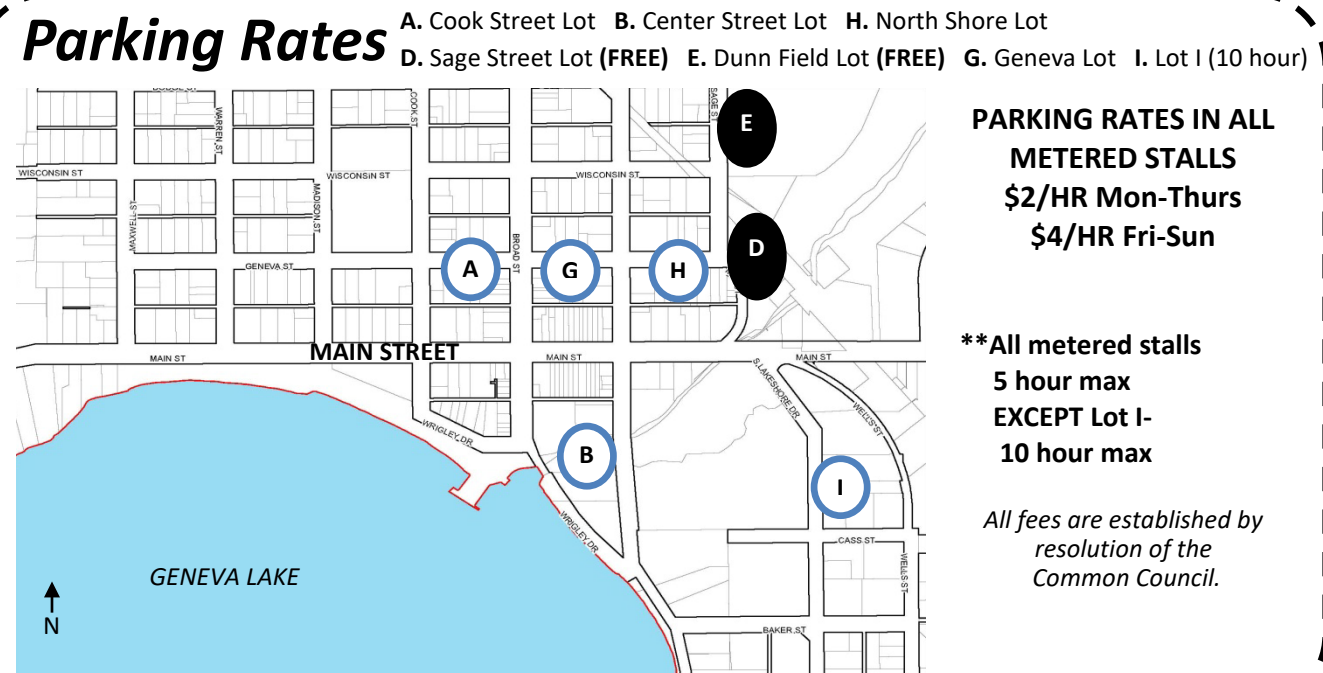 Parking Rates
A. Cook Street Lot B. Center Street Lot H. North Shore Lot
D. Sage Street Lot (FREE) E. Dunn Field Lot (FREE) G. Geneva Lot I. Lot I (10 hour)
WARREN ST
COOK ST
SAGE ST
E
WISCONSIN ST
WISCONSIN ST
WISCONSIN ST
MAXWELL ST
MADISON ST
BROAD ST
D
GENEVA ST
A
G
H
MAIN ST
MAIN STREET
MAIN ST
MAIN ST
S LAKESHORE DR
WELLS ST
WRIGLEY DR
B
I
WRIGLEY DR
CASS ST
WELLS ST
GENEVA LAKE
N
BAKER ST
PARKING RATES IN ALL
METERED STALLS
$2/HR Mon-Thurs
$4/HR Fri-Sun
**All metered stalls
5 hour max
EXCEPT Lot I-
10 hour max
All fees are established by
resolution of the
Common Council.